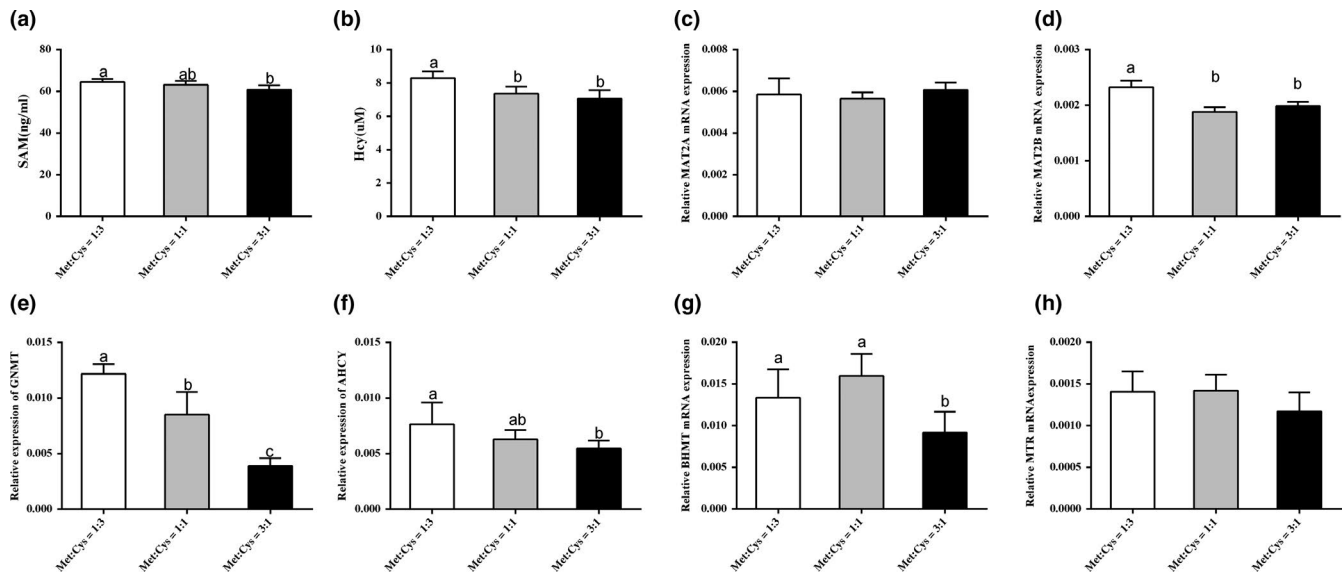 (a)
SAM(ng/ml)
80
60
40
20
0
a
ab
b
Met:Cys = 1:3
Met:Cys = 1:1
Met:Cys = 3:1
(b)
Hcy(uM)
10
8
6
4
2
0
a
b
b
Met:Cys = 1:3
Met:Cys = 1:1
Met:Cys = 3:1
(c)
Relative MAT2A mRNA expression
0.008
0.006
0.004
0.002
0.000
Met:Cys = 1:3
Met:Cys = 1:1
Met:Cys = 3:1
(d)
Relative MAT2B mRNA expression
0.003
0.002
0.001
0.000
a
b
b
Met:Cys = 1:3
Met:Cys = 1:1
Met:Cys = 3:1
(e)
Relative expression of GNMT
0.015
0.010
0.005
0.000
a
b
c
Met:Cys = 1:3
Met:Cys = 1:1
Met:Cys = 3:1
(f)
Relative expression of AHCY
0.015
0.010
0.005
0.000
a
ab
b
Met:Cys = 1:3
Met:Cys = 1:1
Met:Cys = 3:1
(g)
Relative BHMT mRNA expression
0.020
0.015
0.010
0.005
0.000
a
a
b
Met:Cys = 1:3
Met:Cys = 1:1
Met:Cys = 3:1
(h)
Relative MTR mRNAexpression
0.0020
0.0015
0.0010
0.0005
0.0000
Met:Cys = 1:3
Met:Cys = 1:1
Met:Cys = 3:1